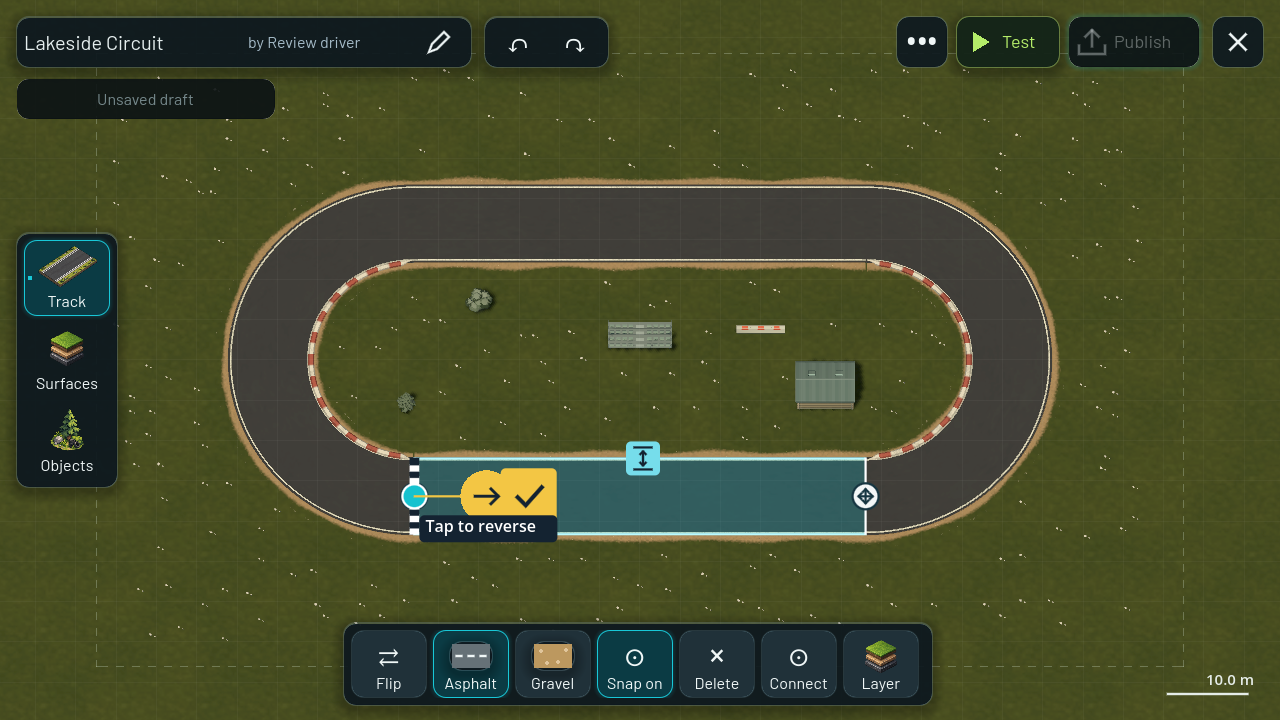 Lakeside Circuit
by Review driver
Test
Publish
Unsaved draft
Track
Surfaces
Objects
Tap to reverse
Flip
Asphalt
Gravel
Snap on
Delete
Connect
Layer
10.0 m